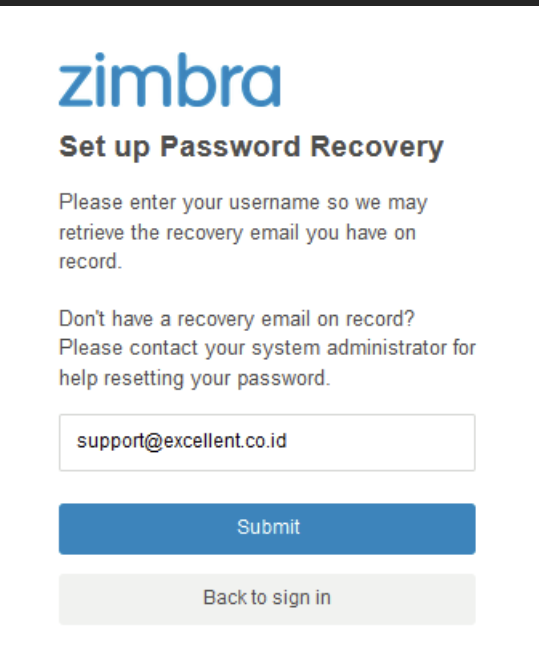 zimbra
Set up Password Recovery
Please enter your username so we may
retrieve the recovery email you have on
record.
Don't have a recovery email on record?
Please contact your system administrator for
help resetting your password.
support@excellent.co.id
Submit
Back to sign in